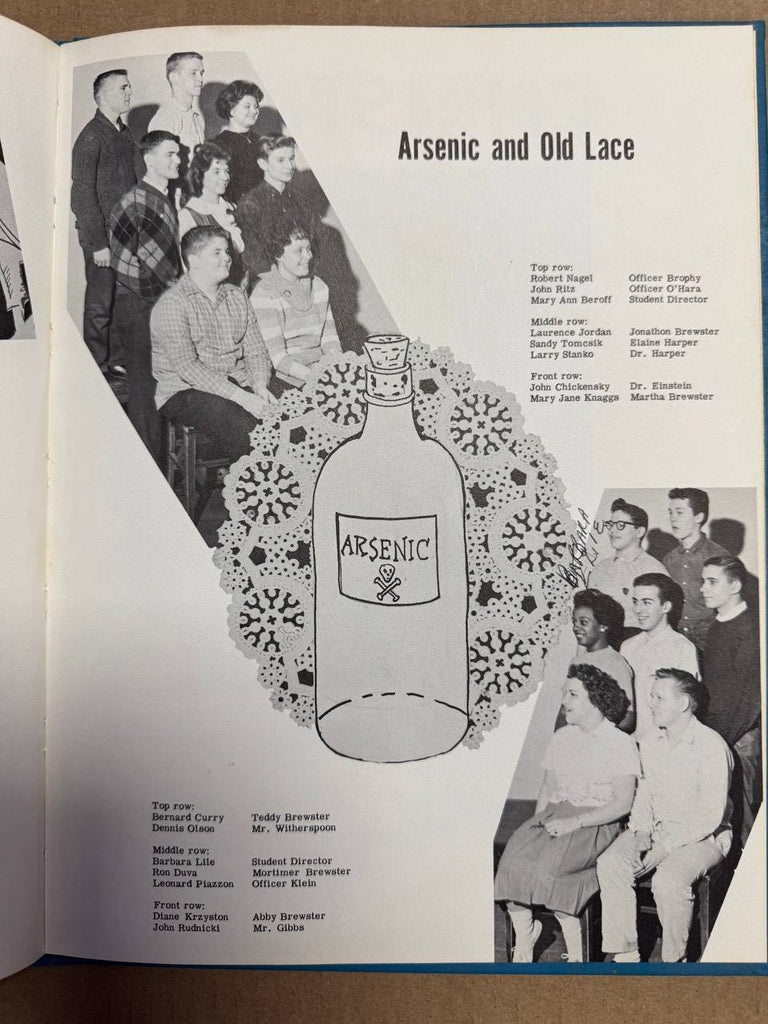 Arsenic and Old Lace
Top row:
Robert Nagel Officer Brophy
John Ritz Officer O'Hara
Mary Ann Beroff Student Director
Middle row:
Laurence Jordan Jonathon Brewster
Sandy Tomcsik Elaine Harper
Larry Stanko Dr. Harper
Front row:
John Chickensky Dr. Einstein
Mary Jane Knaggs Martha Brewster
ARSENIC
BARBARA
LILE
Top row:
Bernard Curry Teddy Brewster
Dennis Olson Mr. Witherspoon
Middle row:
Barbara Lile Student Director
Ron Duva Mortimer Brewster
Leonard Piazzon Officer Klein
Front row:
Diane Krzyston Abby Brewster
John Rudnicki Mr. Gibbs